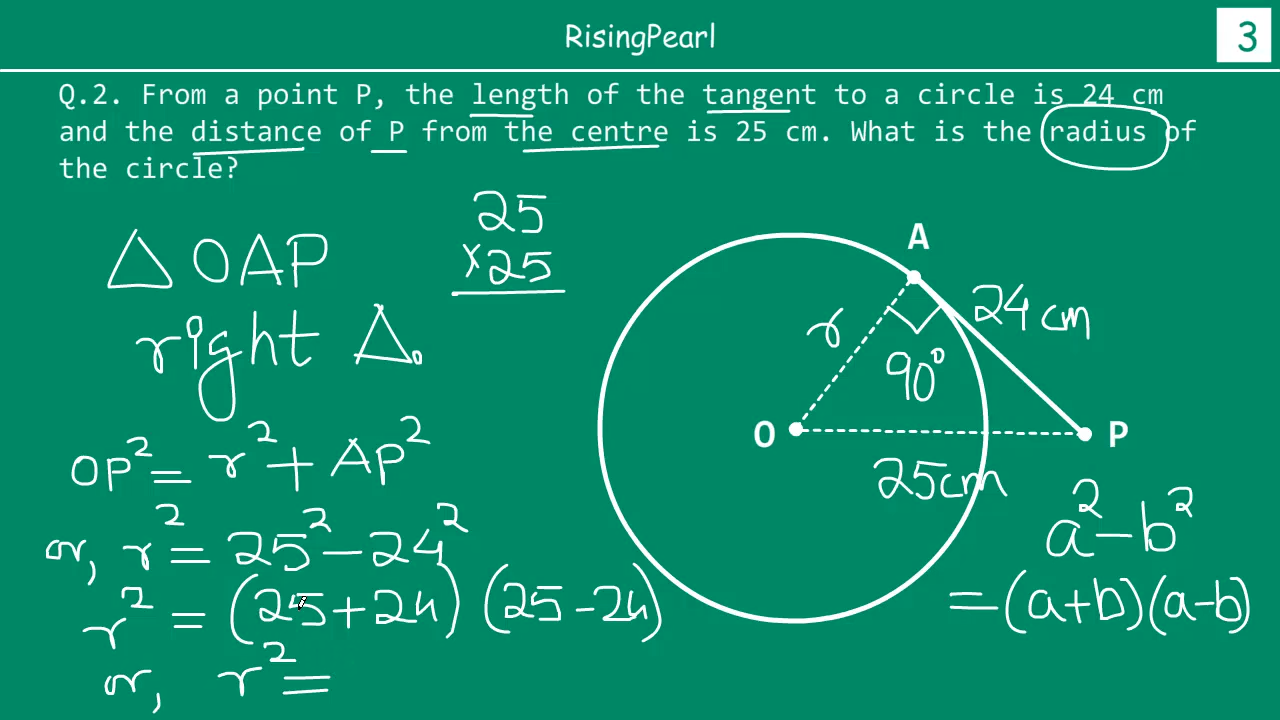 RisingPearl
3
Q.2. From a point P, the length of the tangent to a circle is 24 cm
and the distance of P from the centre is 25 cm. What is the radius of
the circle?
25
×25
△ OAP
right △.
A
24 cm
r
90°
O
P
25cm
OP² = r² + AP²
or, r² = 25² − 24²
r² = (25+24) (25−24)
or, r² =
a² − b²
= (a+b)(a−b)